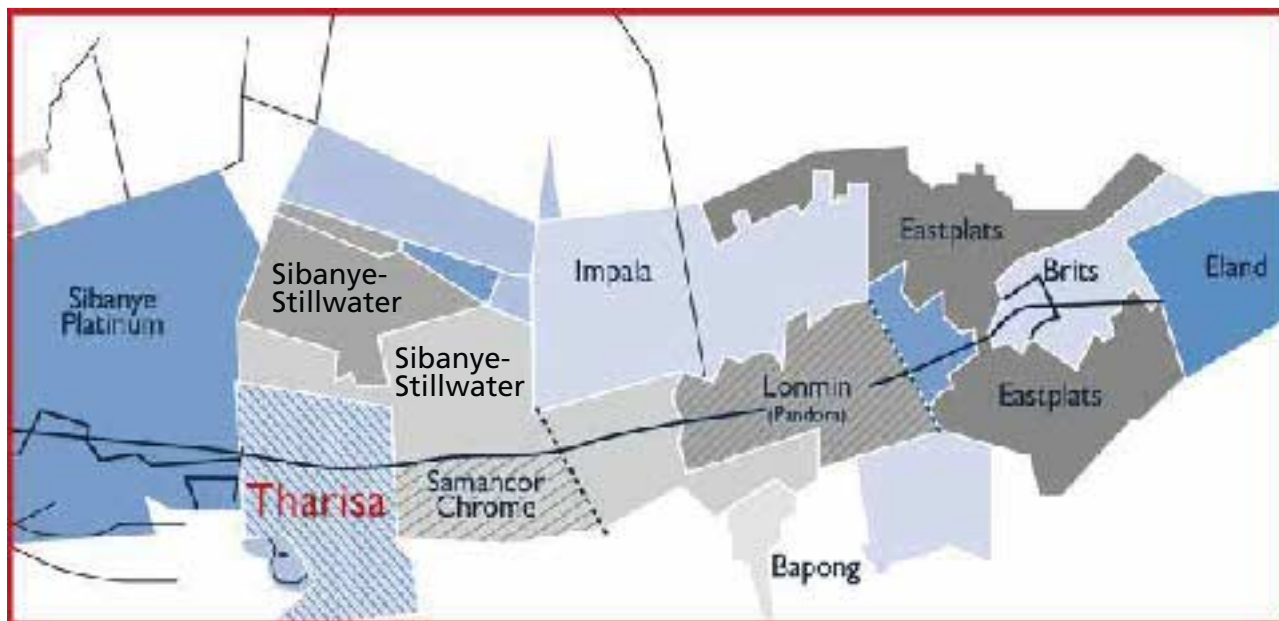 Sibanye
Platinum
Sibanye-
Stillwater
Sibanye-
Stillwater
Tharisa
Samancor
Chrome
Impala
Lonmin
(Pandora)
Eastplats
Brits
Eland
Eastplats
Bapong